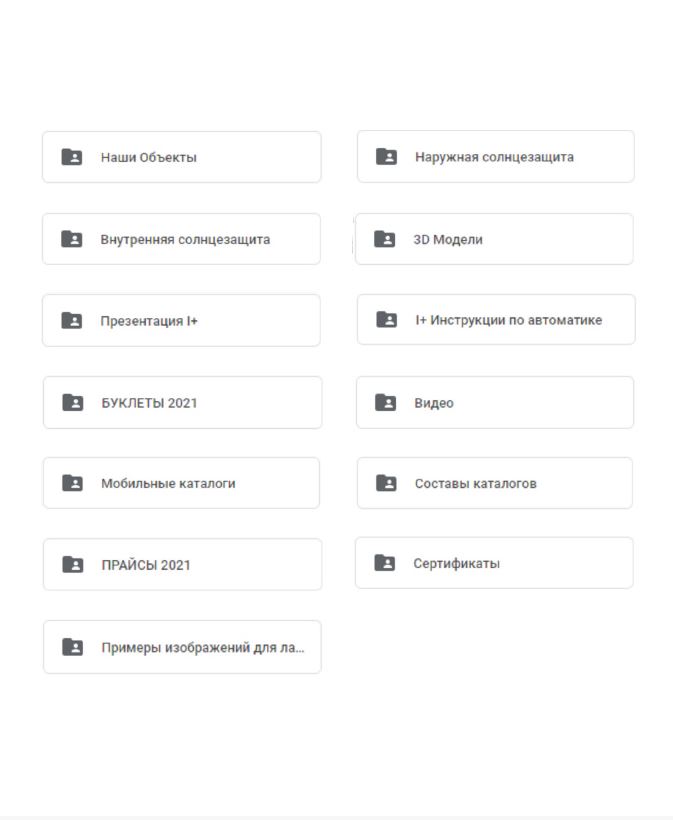 Наши Объекты
Наружная солнцезащита
Внутренняя солнцезащита
3D Модели
Презентация I+
I+ Инструкции по автоматике
БУКЛЕТЫ 2021
Видео
Мобильные каталоги
Составы каталогов
ПРАЙСЫ 2021
Сертификаты
Примеры изображений для ла...